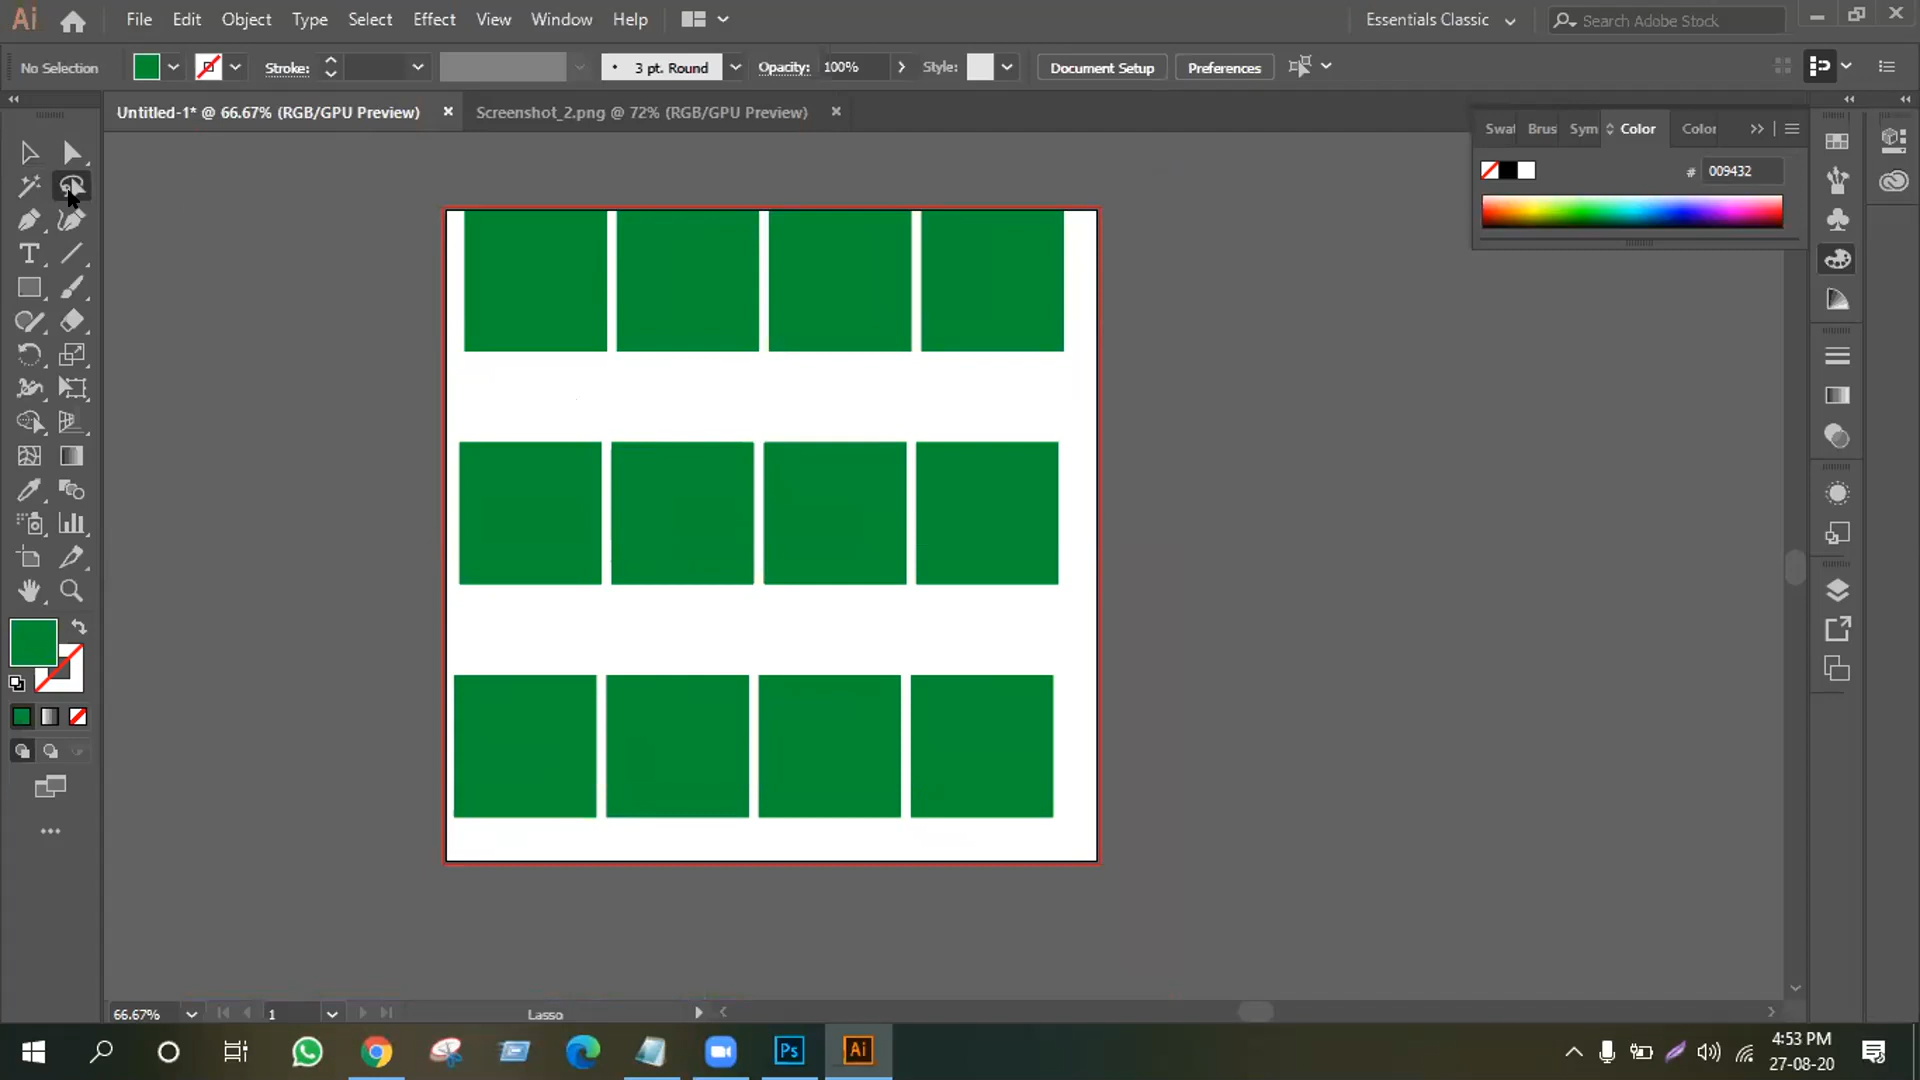 Ai File Edit Object Type Select Effect View Window Help Essentials Classic Search Adobe Stock
No Selection Stroke: 3 pt. Round Opacity: 100% Style: Document Setup Preferences
Untitled-1* @ 66.67% (RGB/GPU Preview) Screenshot_2.png @ 72% (RGB/GPU Preview)
Swat Brus Sym Color Color
# 009432
T
66.67% 1 Lasso
Ps Ai 4:53 PM
27-08-20